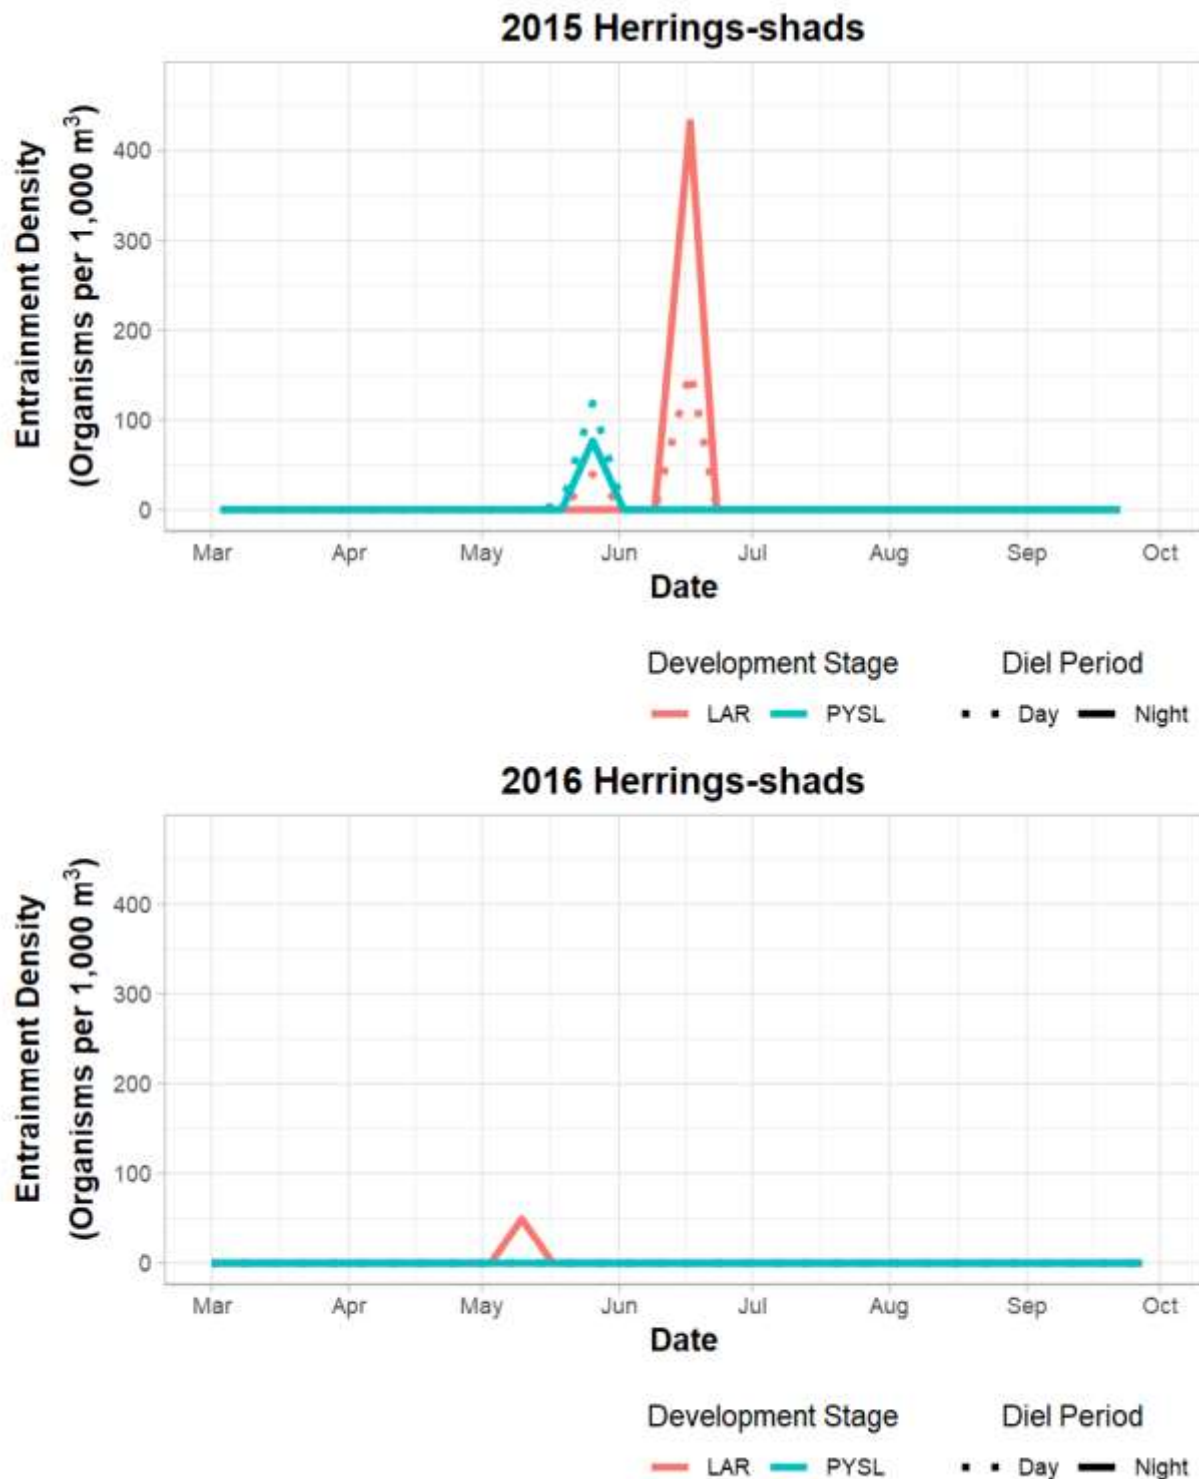 2015 Herrings-shads
Entrainment Density
(Organisms per 1,000 m³)
400
300
200
100
0
Mar Apr May Jun Jul Aug Sep Oct
Date
Development Stage Diel Period
LAR PYSL Day Night
2016 Herrings-shads
Entrainment Density
(Organisms per 1,000 m³)
400
300
200
100
0
Mar Apr May Jun Jul Aug Sep Oct
Date
Development Stage Diel Period
LAR PYSL Day Night